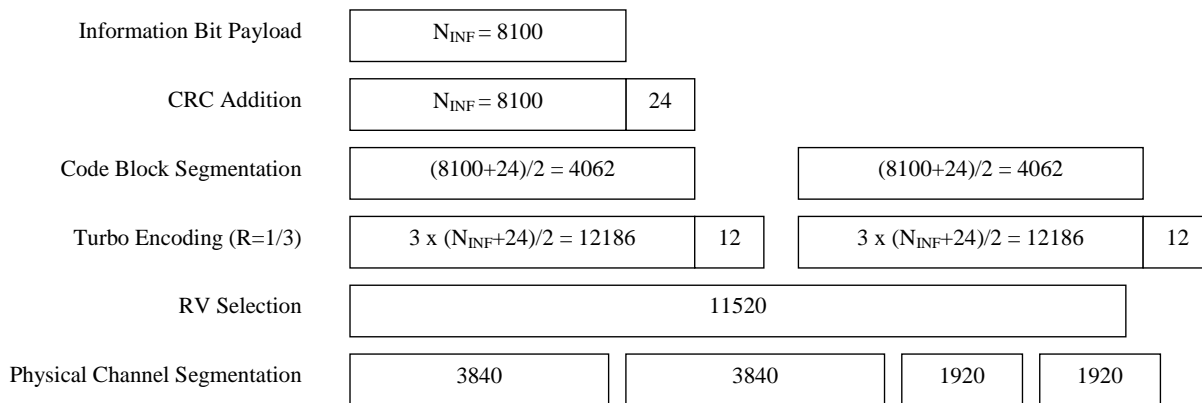 Information Bit Payload N_INF = 8100
CRC Addition N_INF = 8100 24
Code Block Segmentation (8100+24)/2 = 4062 (8100+24)/2 = 4062
Turbo Encoding (R=1/3) 3 x (N_INF+24)/2 = 12186 12 3 x (N_INF+24)/2 = 12186 12
RV Selection 11520
Physical Channel Segmentation 3840 3840 1920 1920